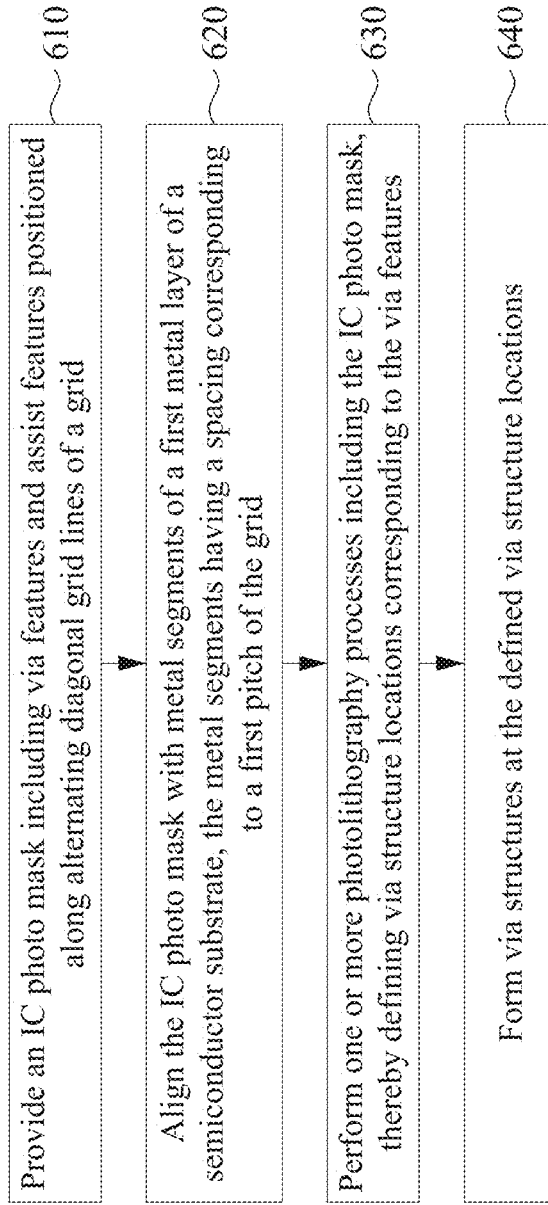 Provide an IC photo mask including via features and assist features positioned
along alternating diagonal grid lines of a grid
610
Align the IC photo mask with metal segments of a first metal layer of a
semiconductor substrate, the metal segments having a spacing corresponding
to a first pitch of the grid
620
Perform one or more photolithography processes including the IC photo mask,
thereby defining via structure locations corresponding to the via features
630
Form via structures at the defined via structure locations
640